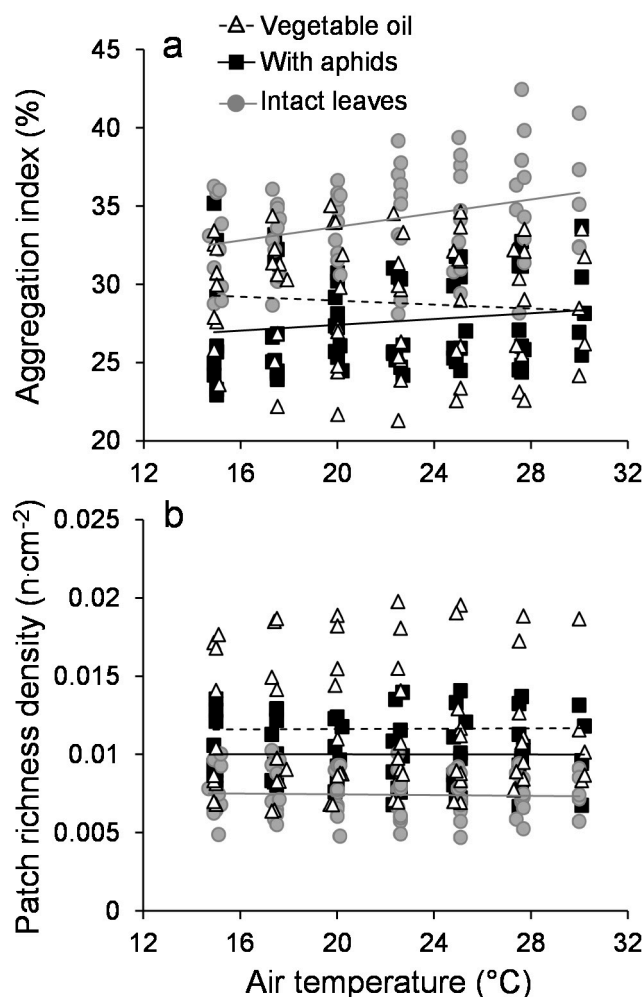 Vegetable oil
a
With aphids
Intact leaves
Aggregation index (%)
45
40
35
30
25
20
12 16 20 24 28 32
b
Patch richness density (n·cm⁻²)
0.025
0.02
0.015
0.01
0.005
0
12 16 20 24 28 32
Air temperature (°C)